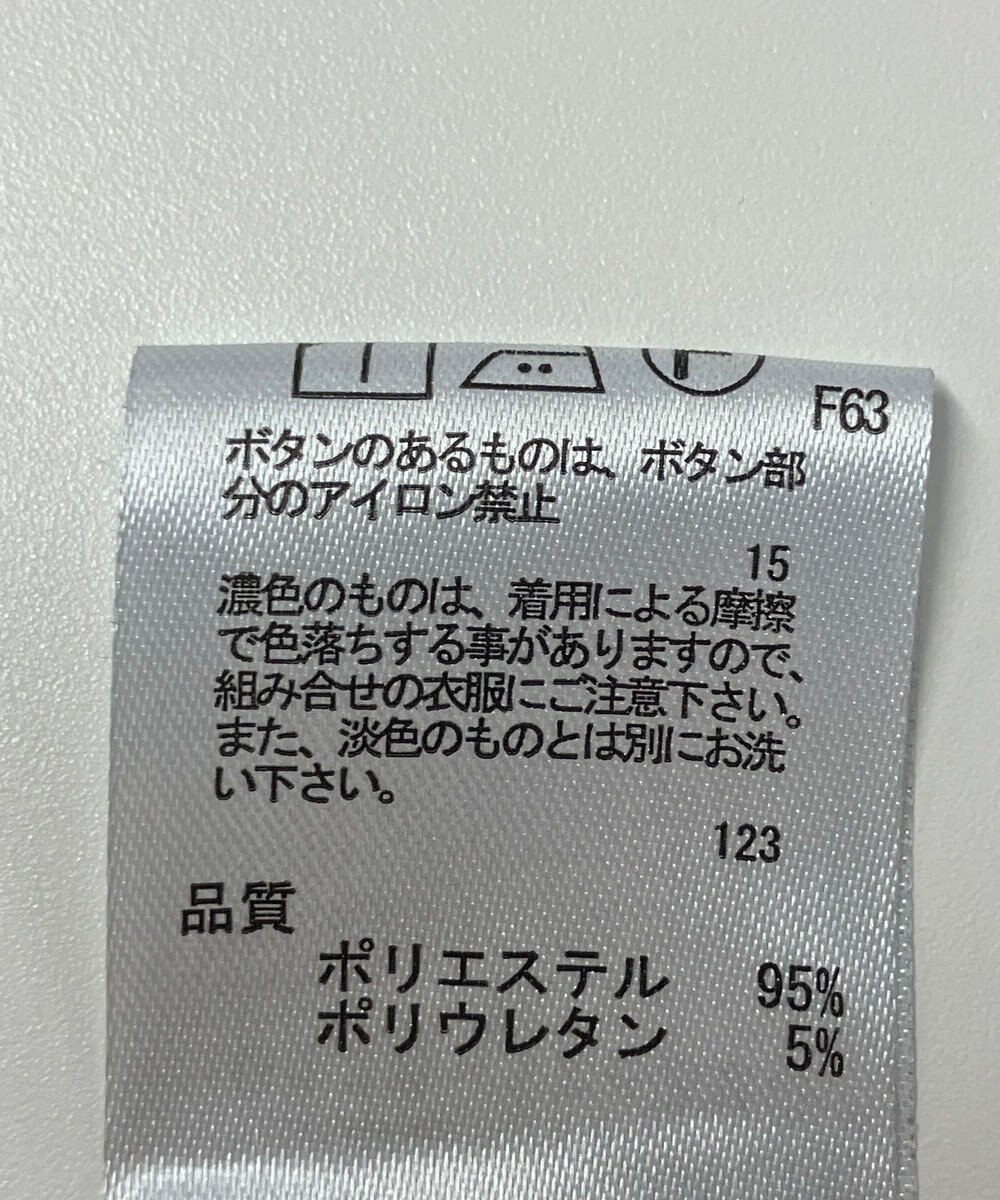 F63
ボタンのあるものは、ボタン部
分のアイロン禁止
15
濃色のものは、着用による摩擦
で色落ちする事がありますので、
組み合せの衣服にご注意下さい。
また、淡色のものとは別にお洗
い下さい。
123
品質
ポリエステル 95%
ポリウレタン 5%